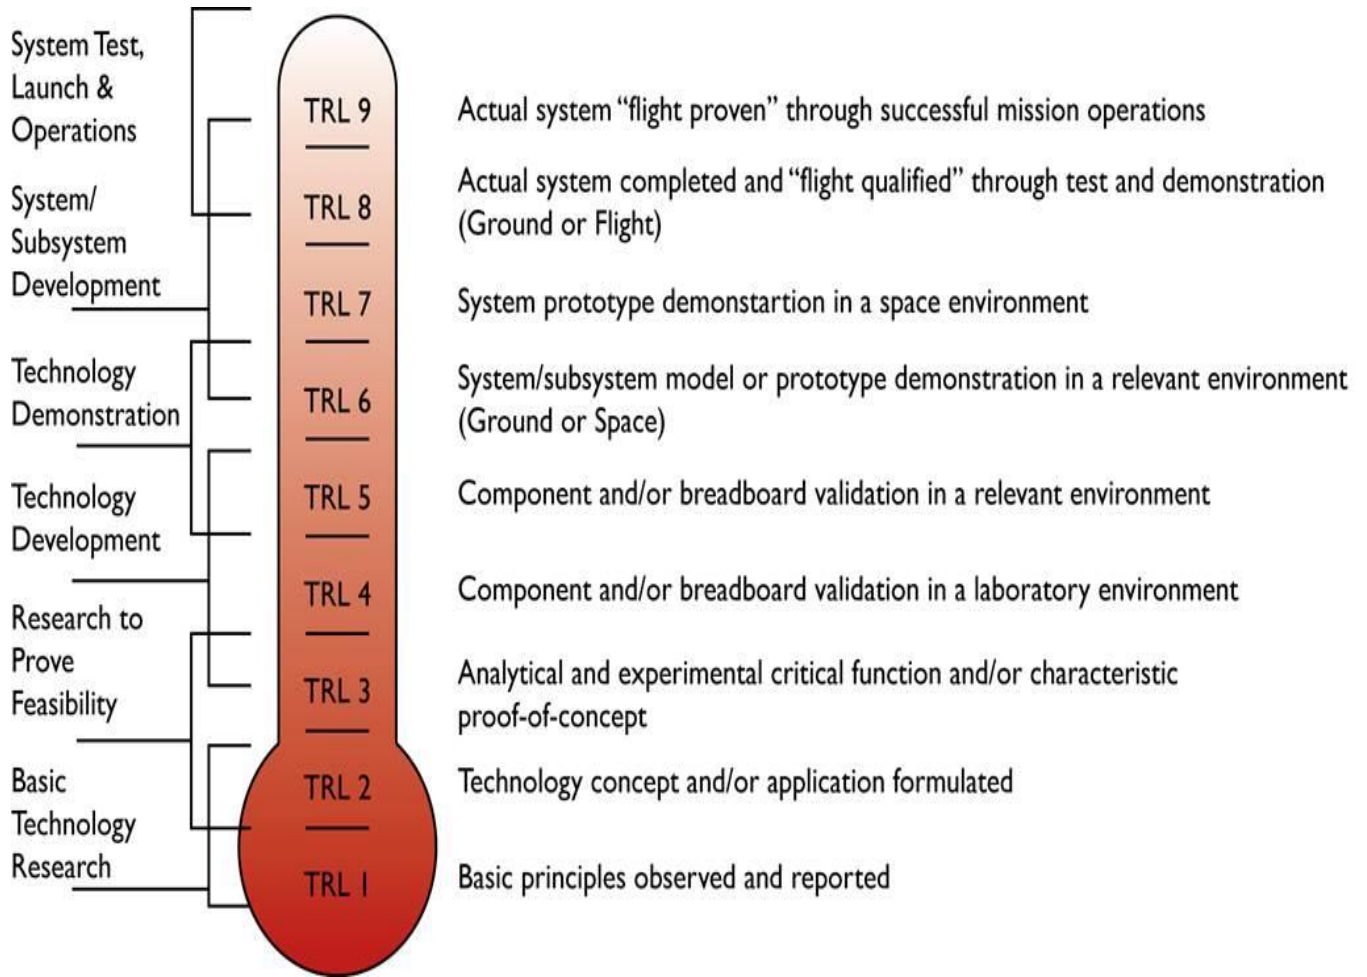 System Test,
Launch &
Operations
System/
Subsystem
Development
Technology
Demonstration
Technology
Development
Research to
Prove
Feasibility
Basic
Technology
Research
TRL 9
TRL 8
TRL 7
TRL 6
TRL 5
TRL 4
TRL 3
TRL 2
TRL 1
Actual system “flight proven” through successful mission operations
Actual system completed and “flight qualified” through test and demonstration
(Ground or Flight)
System prototype demonstartion in a space environment
System/subsystem model or prototype demonstration in a relevant environment
(Ground or Space)
Component and/or breadboard validation in a relevant environment
Component and/or breadboard validation in a laboratory environment
Analytical and experimental critical function and/or characteristic
proof-of-concept
Technology concept and/or application formulated
Basic principles observed and reported